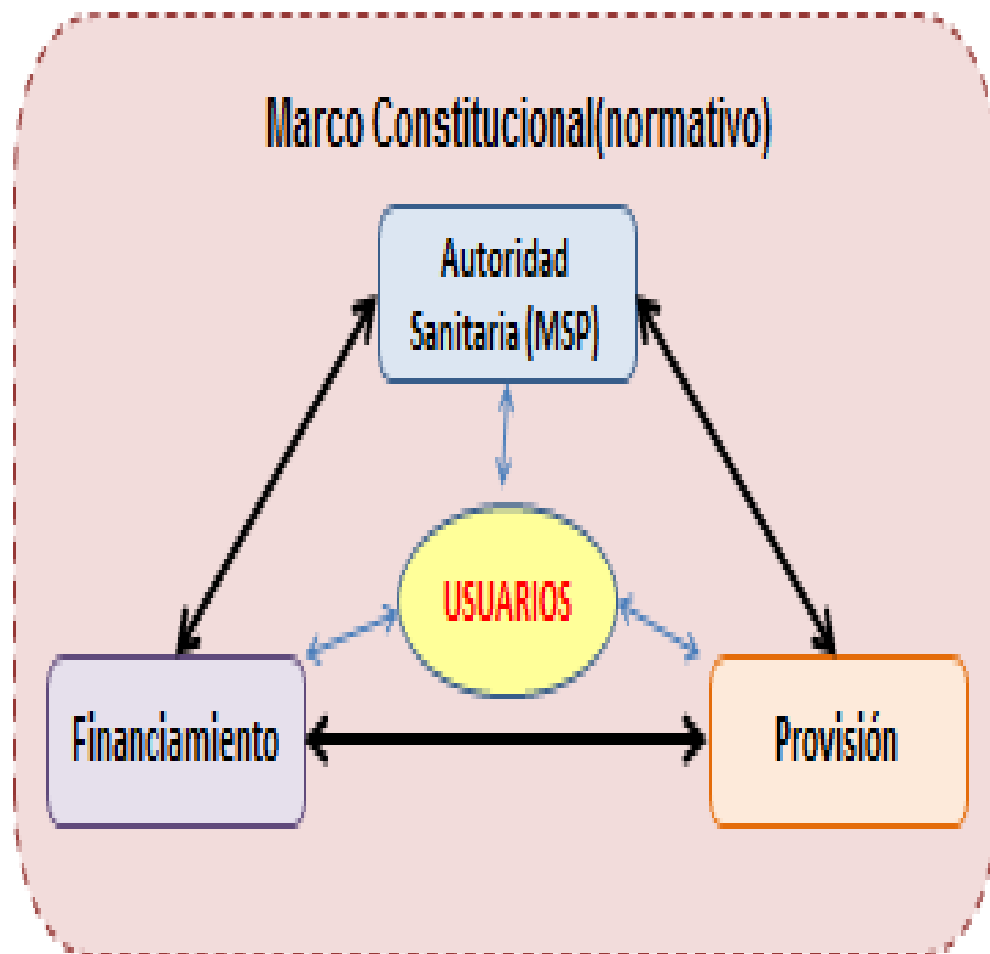 Marco Constitucional(normativo)
Autoridad
Sanitaria (MSP)
USUARIOS
Financiamiento
Provisión